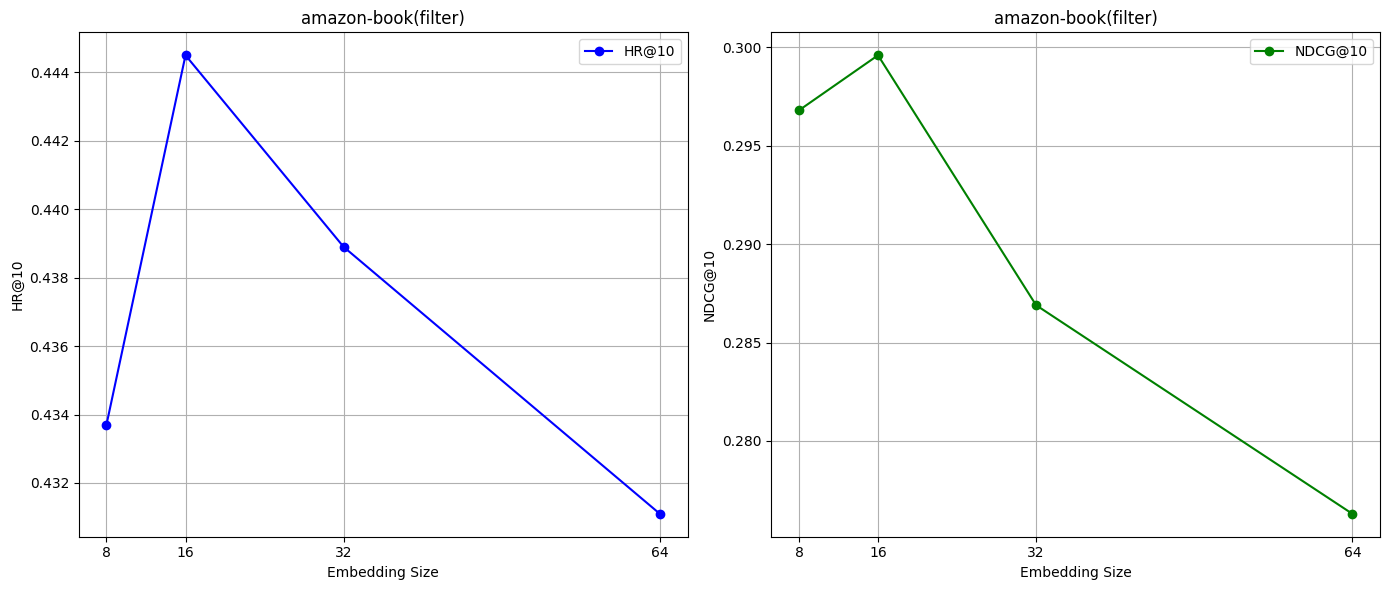 amazon-book(filter)
HR@10
0.444
0.442
0.440
0.438
0.436
0.434
0.432
HR@10
8 16 32 64
Embedding Size
amazon-book(filter)
NDCG@10
0.300
0.295
0.290
0.285
0.280
NDCG@10
8 16 32 64
Embedding Size